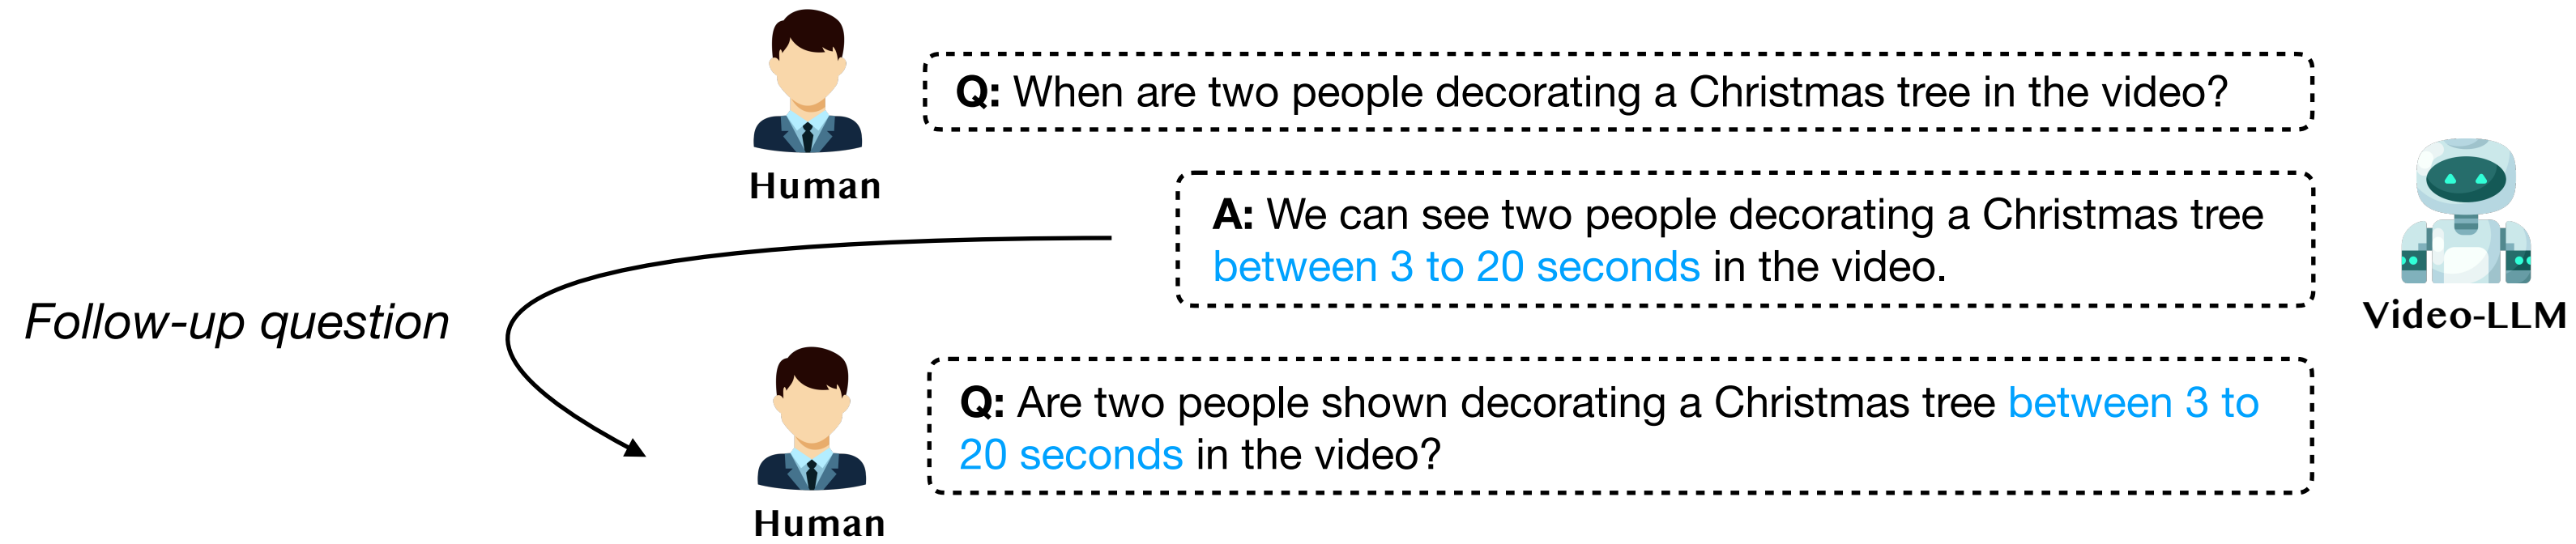 Q: When are two people decorating a Christmas tree in the video?
Human
A: We can see two people decorating a Christmas tree
between 3 to 20 seconds in the video.
Video-LLM
Follow-up question
Q: Are two people shown decorating a Christmas tree between 3 to
20 seconds in the video?
Human